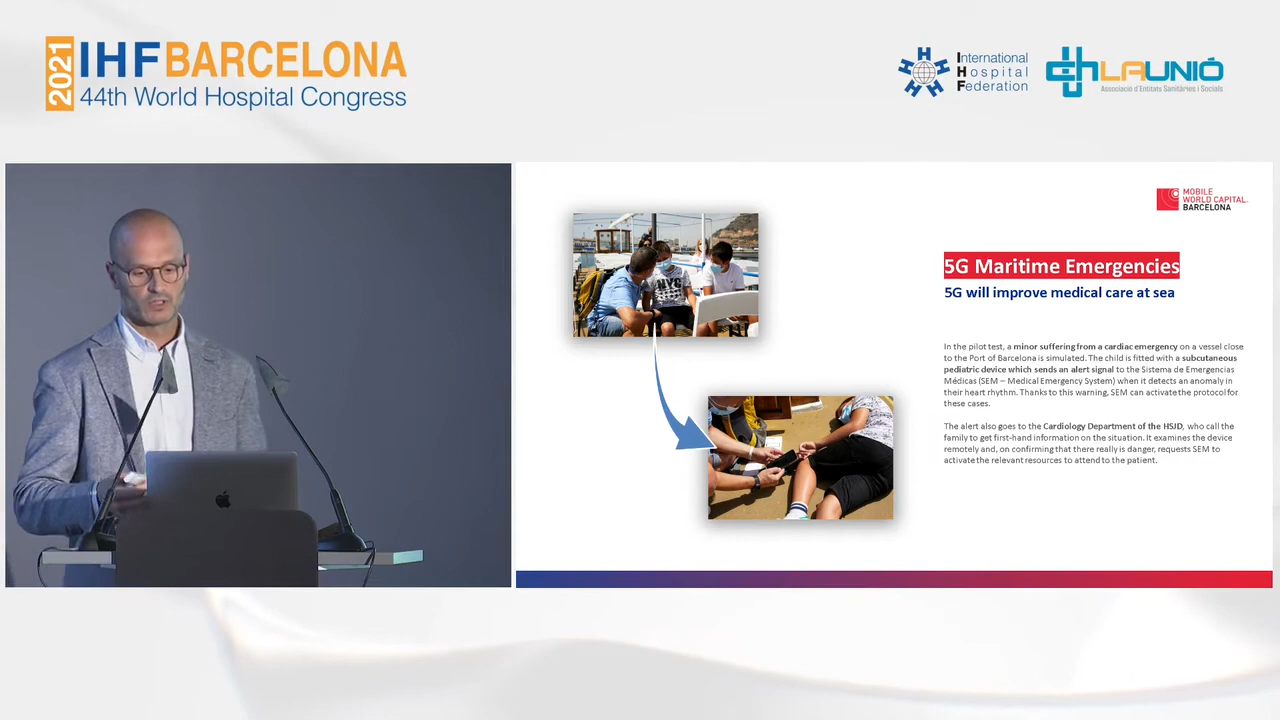 2021
IHF BARCELONA
44th World Hospital Congress
International
Hospital
Federation
LAUNIÓ
Associació d'Entitats Sanitàries i Socials
MOBILE
WORLD CAPITAL.
BARCELONA
5G Maritime Emergencies
5G will improve medical care at sea
In the pilot test, a minor suffering from a cardiac emergency on a vessel close
to the Port of Barcelona is simulated. The child is fitted with a subcutaneous
pediatric device which sends an alert signal to the Sistema de Emergencias
Médicas (SEM – Medical Emergency System) when it detects an anomaly in
their heart rhythm. Thanks to this warning, SEM can activate the protocol for
these cases.
The alert also goes to the Cardiology Department of the HSJD, who call the
family to get first-hand information on the situation. It examines the device
remotely and, on confirming that there really is danger, requests SEM to
activate the relevant resources to attend to the patient.
NYC